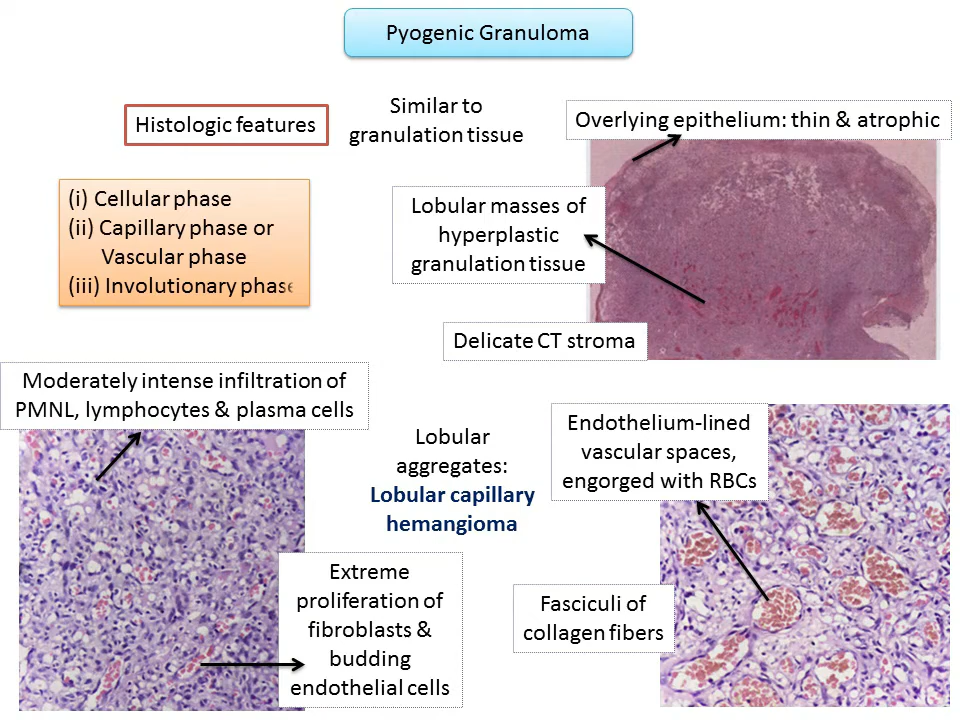 Pyogenic Granuloma
Histologic features
Similar to
granulation tissue
Overlying epithelium: thin & atrophic
(i) Cellular phase
(ii) Capillary phase or
Vascular phase
(iii) Involutionary phase
Lobular masses of
hyperplastic
granulation tissue
Delicate CT stroma
Moderately intense infiltration of
PMNL, lymphocytes & plasma cells
Lobular
aggregates:
Lobular capillary
hemangioma
Endothelium-lined
vascular spaces,
engorged with RBCs
Extreme
proliferation of
fibroblasts &
budding
endothelial cells
Fasciculi of
collagen fibers